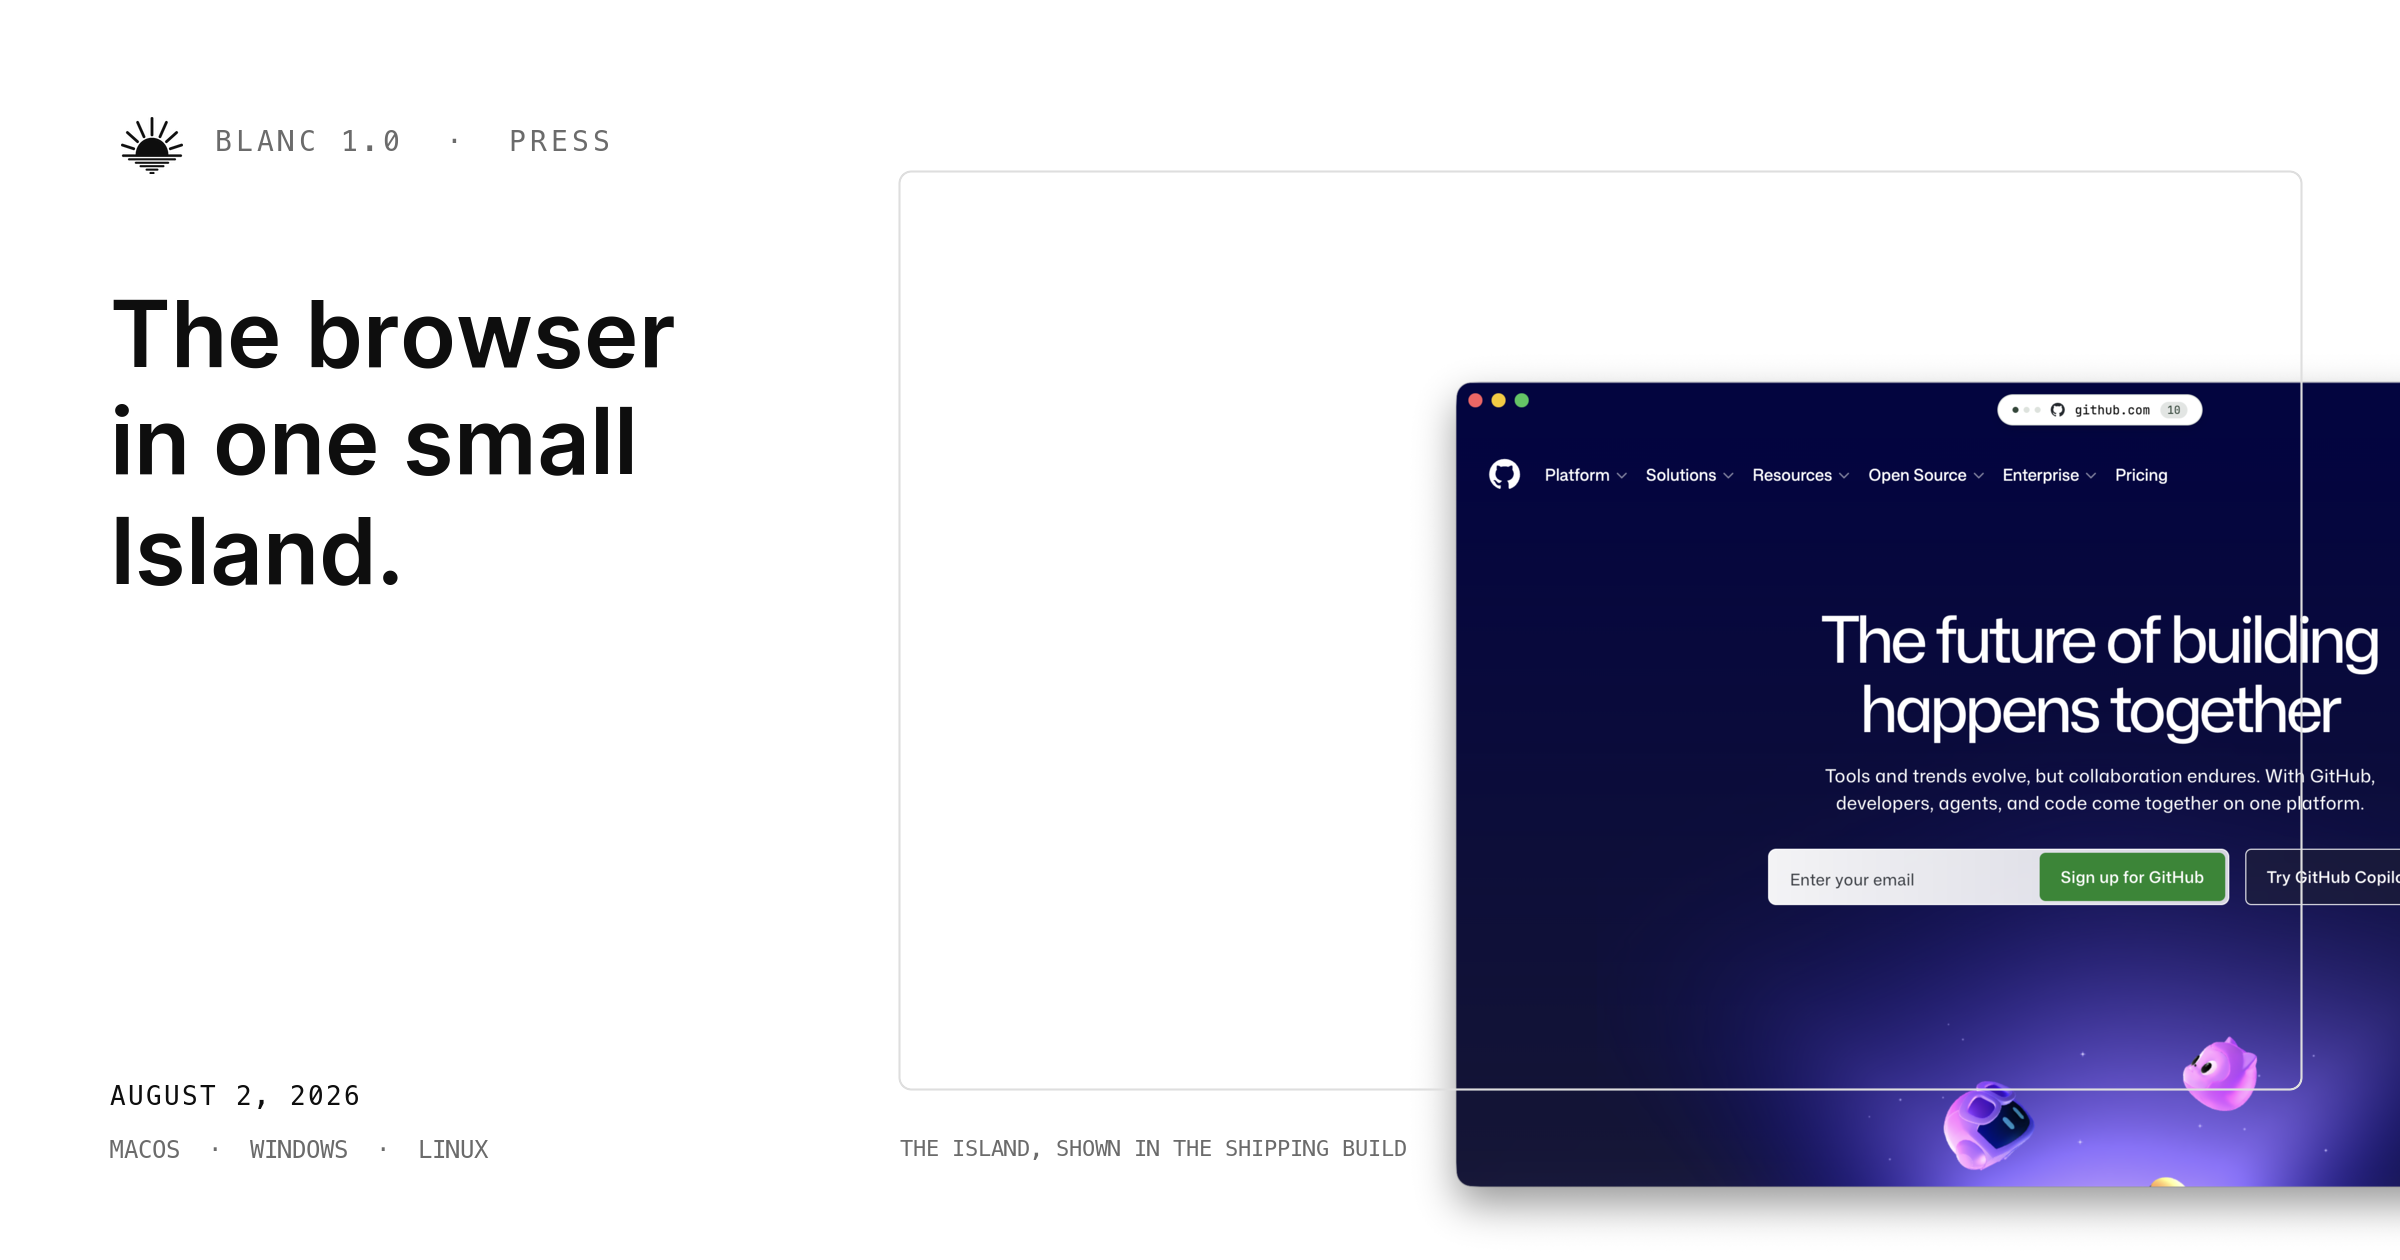 BLANC 1.0 · PRESS
The browser
in one small
Island.
AUGUST 2, 2026
MACOS · WINDOWS · LINUX
github.com 10
Platform Solutions Resources Open Source Enterprise Pricing
The future of building
happens together
Tools and trends evolve, but collaboration endures. With GitHub,
developers, agents, and code come together on one platform.
Enter your email Sign up for GitHub Try GitHub
THE ISLAND, SHOWN IN THE SHIPPING BUILD